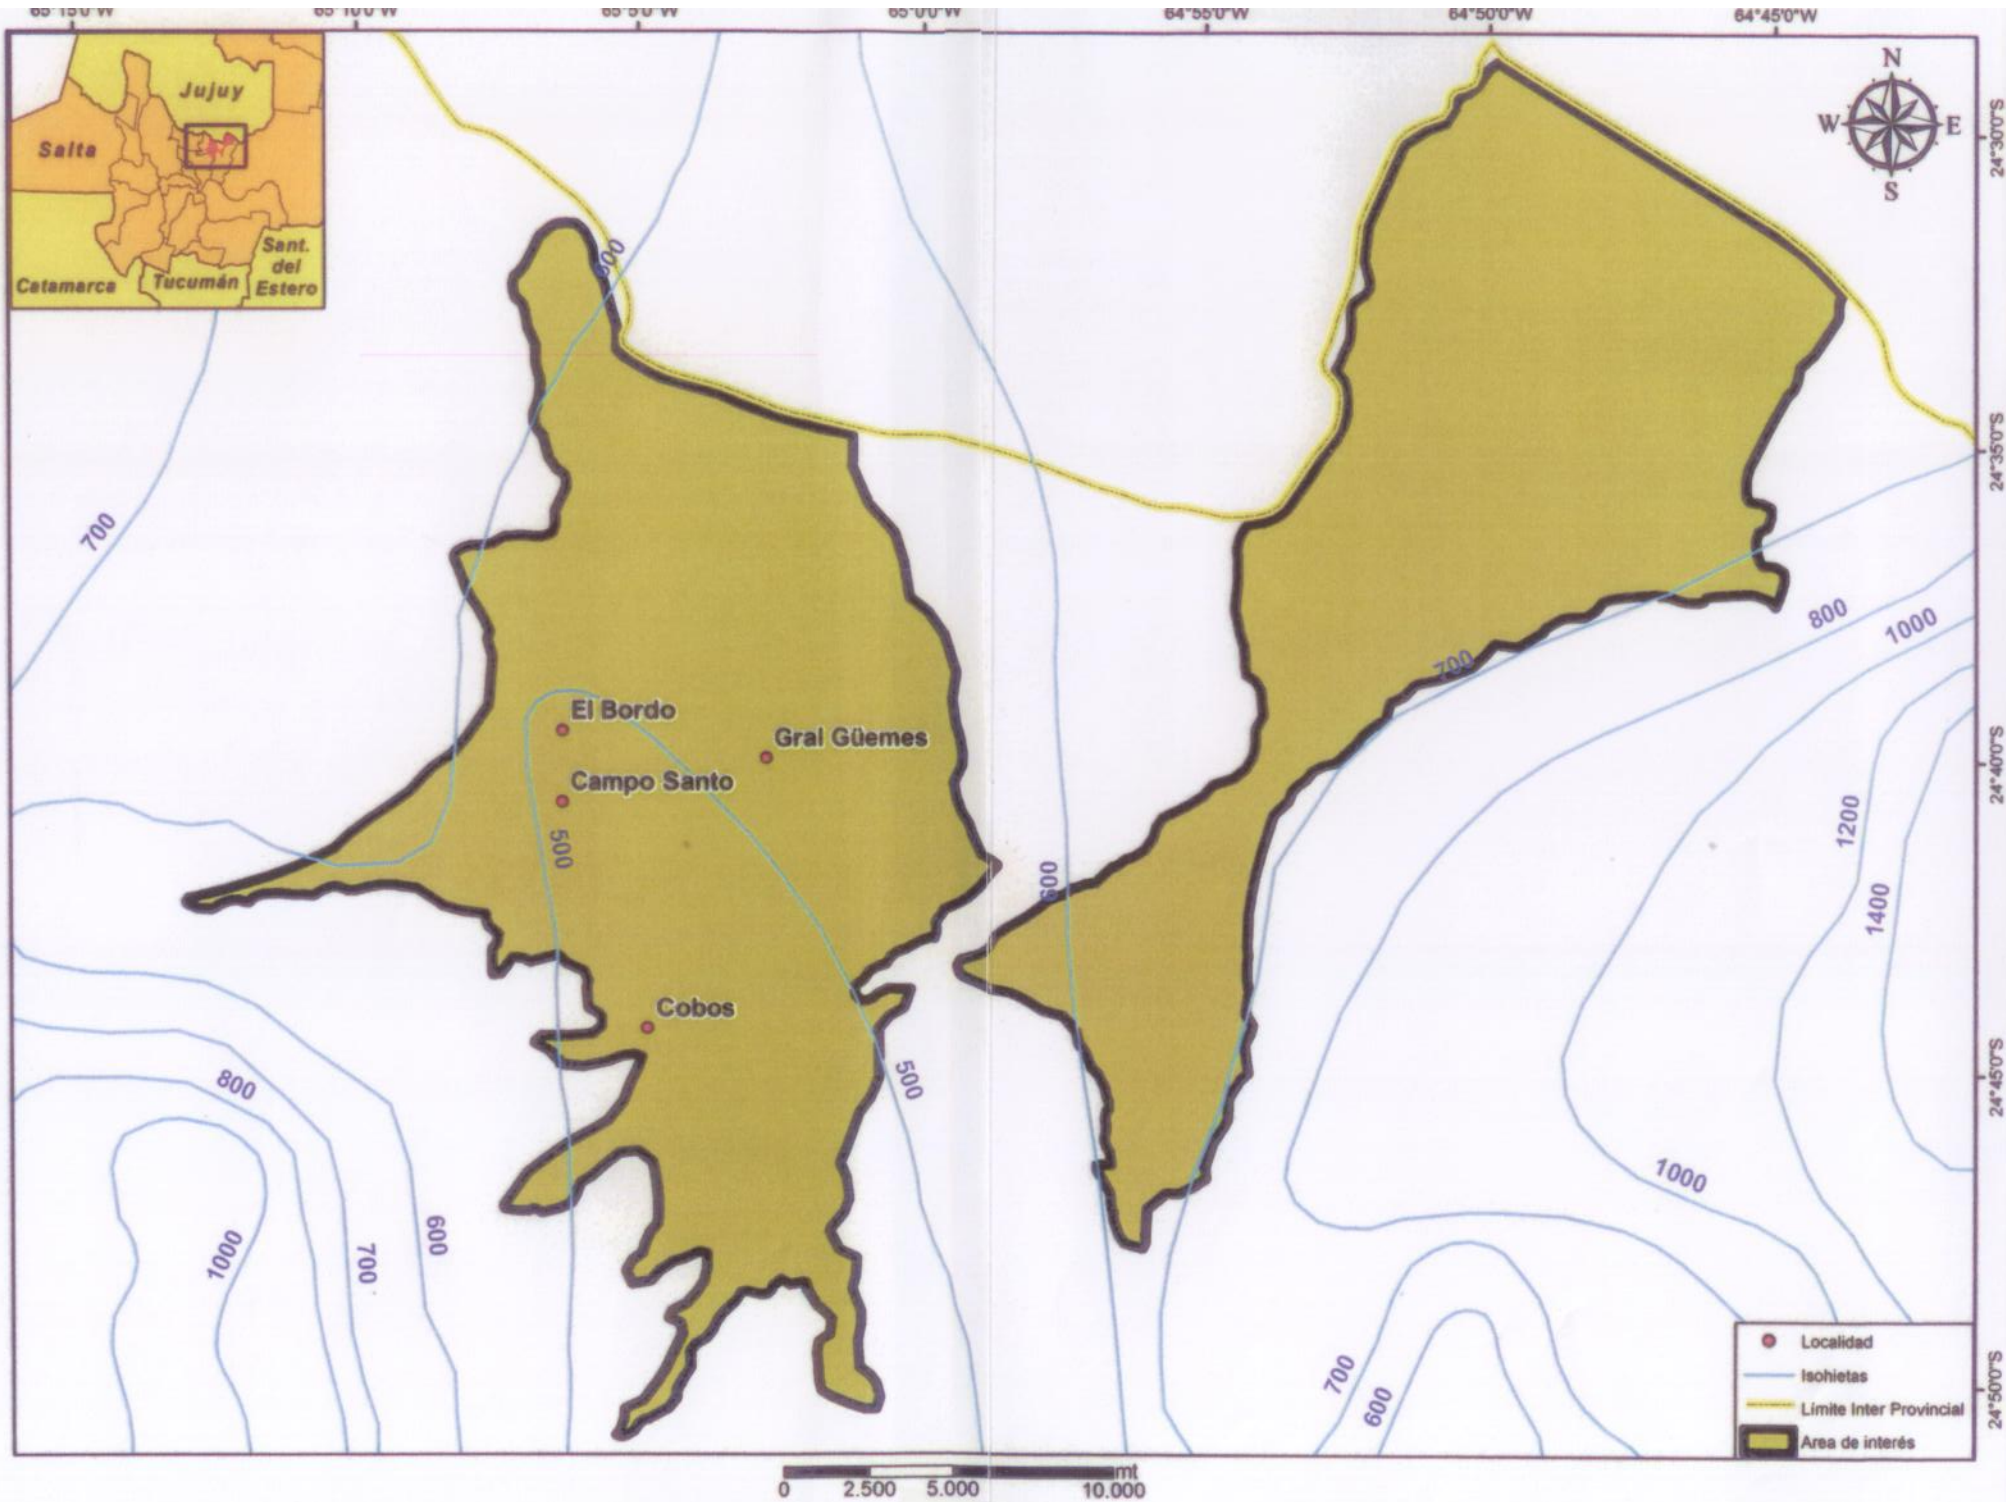 65°15'0"W 65°10'0"W 65°5'0"W 65°0'0"W 64°55'0"W 64°50'0"W 64°45'0"W
Jujuy
Salta
Catamarca
Tucumán
Sant.
del
Estero
N
W
E
S
24°30'0"S
24°35'0"S
24°40'0"S
24°45'0"S
24°50'0"S
600
700
700
800
1000
El Bordo
Gral Güemes
Campo Santo
500
600
1200
1400
Cobos
500
800
1000
700
600
1000
700
600
Localidad
Isohietas
Limite Inter Provincial
Area de interés
mt
0 2.500 5.000 10.000